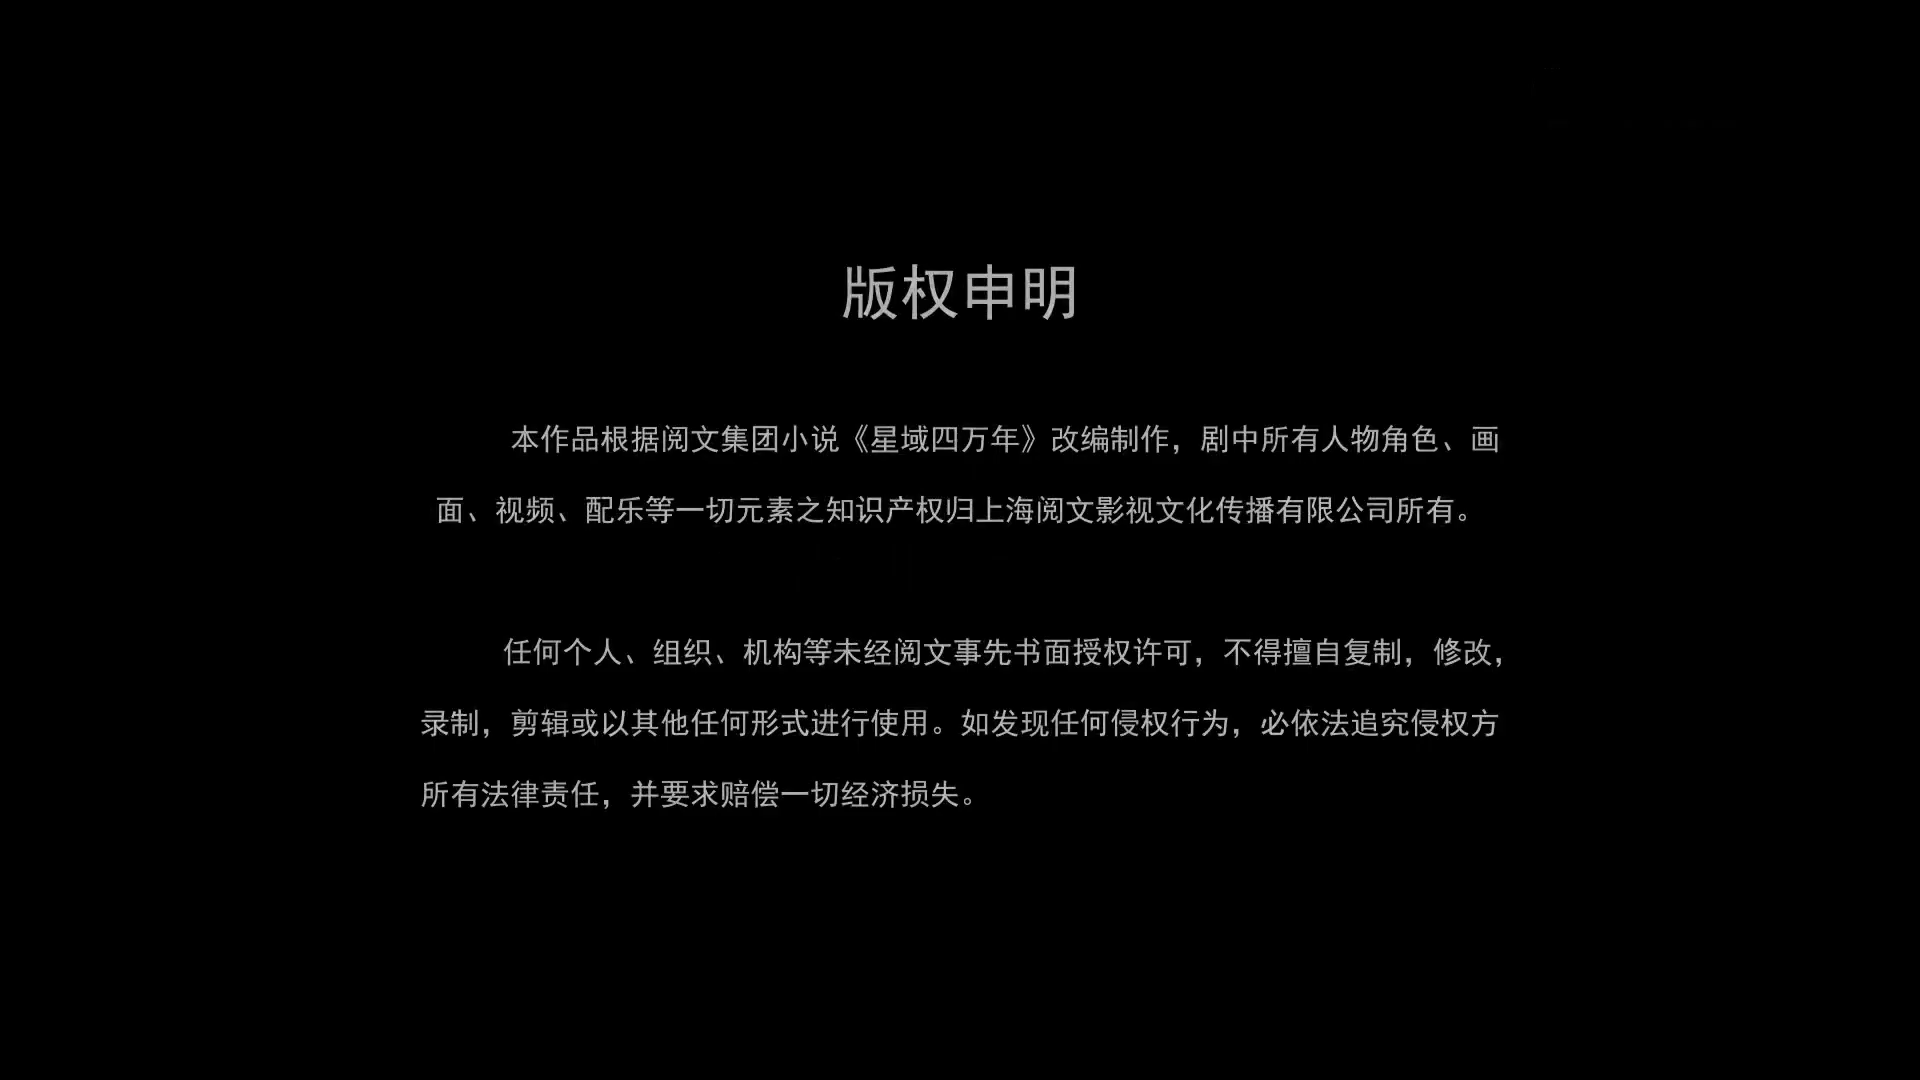 版权申明
本作品根据阅文集团小说《星域四万年》改编制作，剧中所有人物角色、画
面、视频、配乐等一切元素之知识产权归上海阅文影视文化传播有限公司所有。
任何个人、组织、机构等未经阅文事先书面授权许可，不得擅自复制，修改，
录制，剪辑或以其他任何形式进行使用。如发现任何侵权行为，必依法追究侵权方
所有法律责任，并要求赔偿一切经济损失。